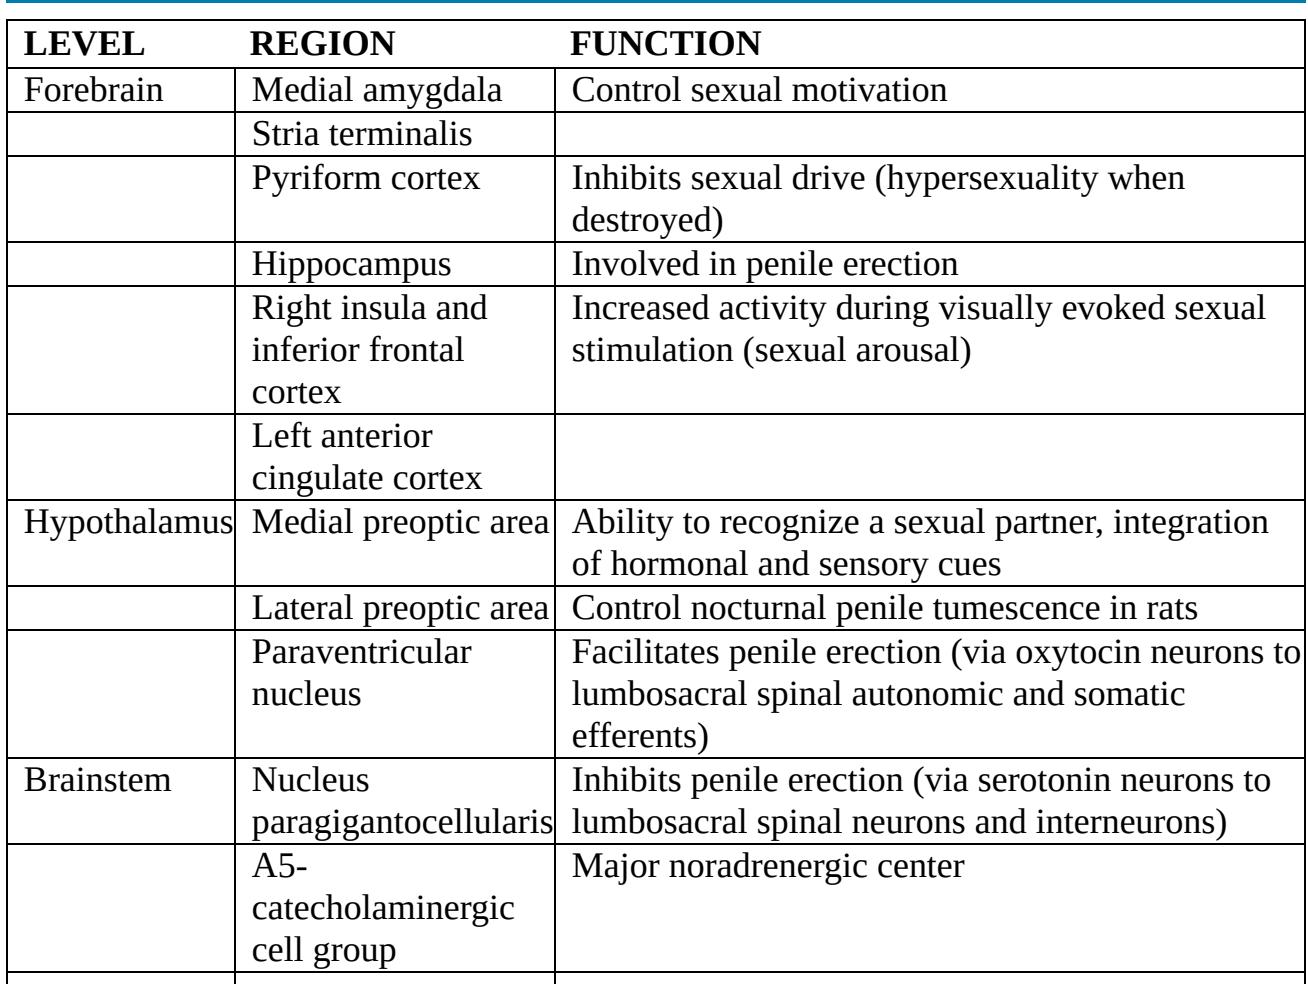 LEVEL REGION FUNCTION
Forebrain Medial amygdala Control sexual motivation
Stria terminalis
Pyriform cortex Inhibits sexual drive (hypersexuality when
destroyed)
Hippocampus Involved in penile erection
Right insula and Increased activity during visually evoked sexual
inferior frontal stimulation (sexual arousal)
cortex
Left anterior
cingulate cortex
Hypothalamus Medial preoptic area Ability to recognize a sexual partner, integration
of hormonal and sensory cues
Lateral preoptic area Control nocturnal penile tumescence in rats
Paraventricular Facilitates penile erection (via oxytocin neurons to
nucleus lumbosacral spinal autonomic and somatic
efferents)
Brainstem Nucleus Inhibits penile erection (via serotonin neurons to
paragigantocellularis lumbosacral spinal neurons and interneurons)
A5- Major noradrenergic center
catecholaminergic
cell group